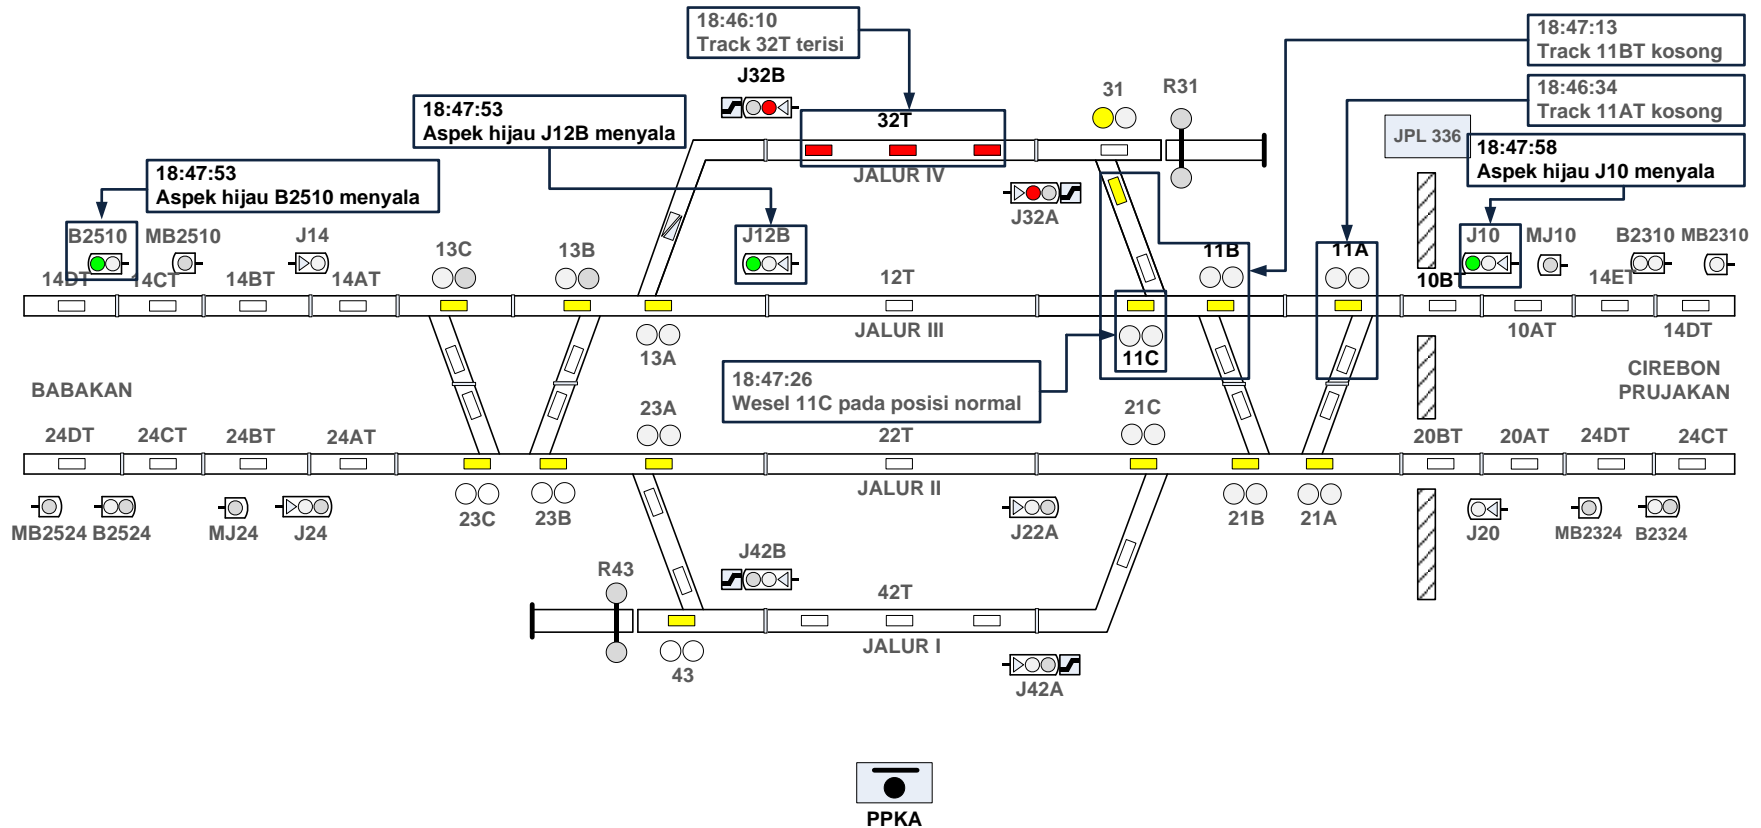 18:46:10
Track 32T terisi
18:47:13
Track 11BT kosong
18:46:34
Track 11AT kosong
18:47:53
Aspek hijau J12B menyala
18:47:58
Aspek hijau J10 menyala
18:47:53
Aspek hijau B2510 menyala
J32B
31
R31
JPL 336
32T
JALUR IV
J32A
B2510
MB2510
J14
13C
13B
J12B
11B
11A
J10
MJ10
B2310
MB2310
14DT
14CT
14BT
14AT
12T
10BT
14ET
JALUR III
13A
11C
10AT
14DT
18:47:26
Wesel 11C pada posisi normal
BABAKAN
CIREBON
PRUJAKAN
23A
21C
24DT
24CT
24BT
24AT
22T
20BT
20AT
24DT
24CT
JALUR II
23C
23B
21B
21A
MB2524
B2524
MJ24
J24
J22A
J20
MB2324
B2324
R43
J42B
42T
JALUR I
43
J42A
PPKA